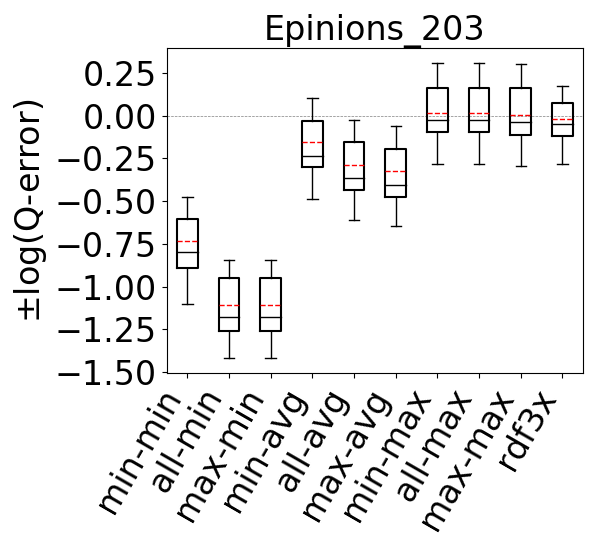 Epinions_203
±log(Q-error)
0.25
0.00
−0.25
−0.50
−0.75
−1.00
−1.25
−1.50
min-min
all-min
max-min
min-avg
all-avg
max-avg
min-max
all-max
max-max
rdf3x